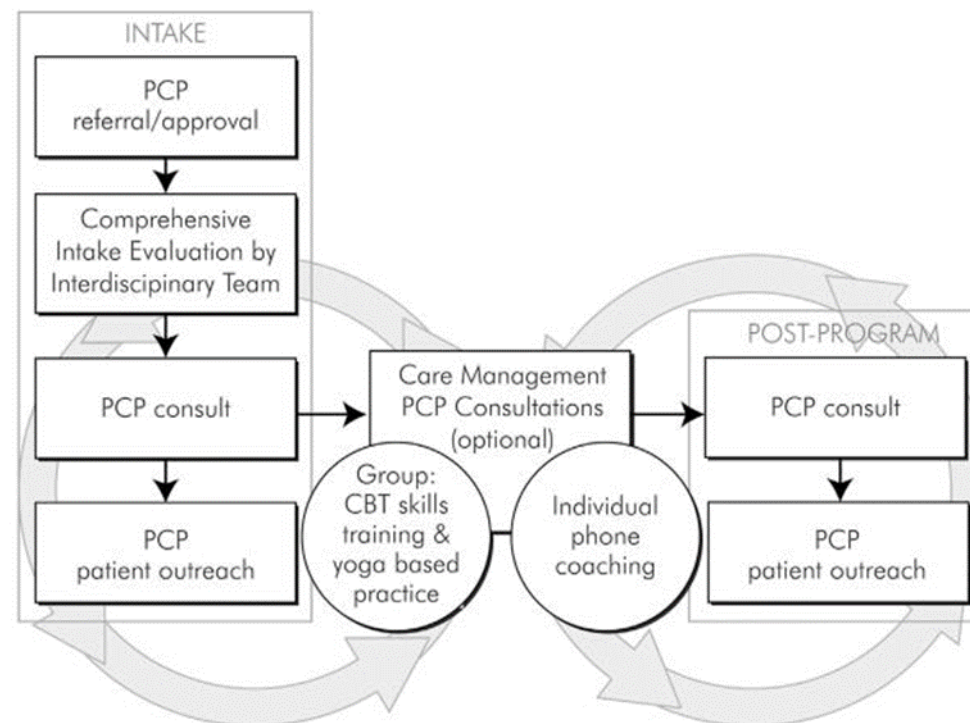 INTAKE
PCP
referral/approval
Comprehensive
Intake Evaluation by
Interdiscipinary Team
PCP consult
PCP
patient outreach
Care Management
PCP Consultations
(optional)
Group:
CBT skills
training &
yoga based
practice
Individual
phone
coaching
POST-PROGRAM
PCP consult
PCP
patient outreach